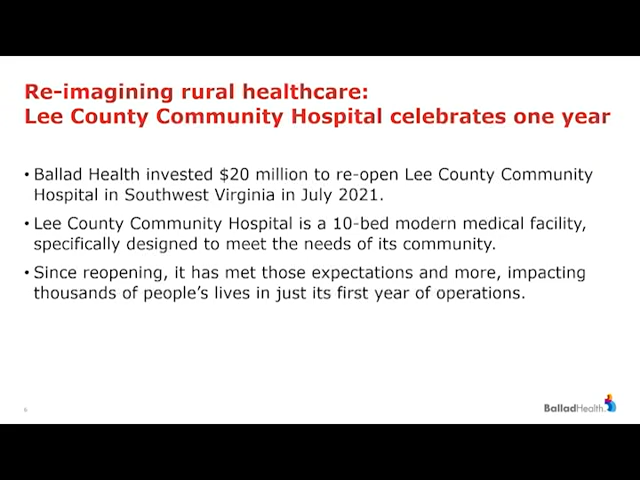 Re-imagining rural healthcare:
Lee County Community Hospital celebrates one year
• Ballad Health invested $20 million to re-open Lee County Community
Hospital in Southwest Virginia in July 2021.
• Lee County Community Hospital is a 10-bed modern medical facility,
specifically designed to meet the needs of its community.
• Since reopening, it has met those expectations and more, impacting
thousands of people's lives in just its first year of operations.
BalladHealth.